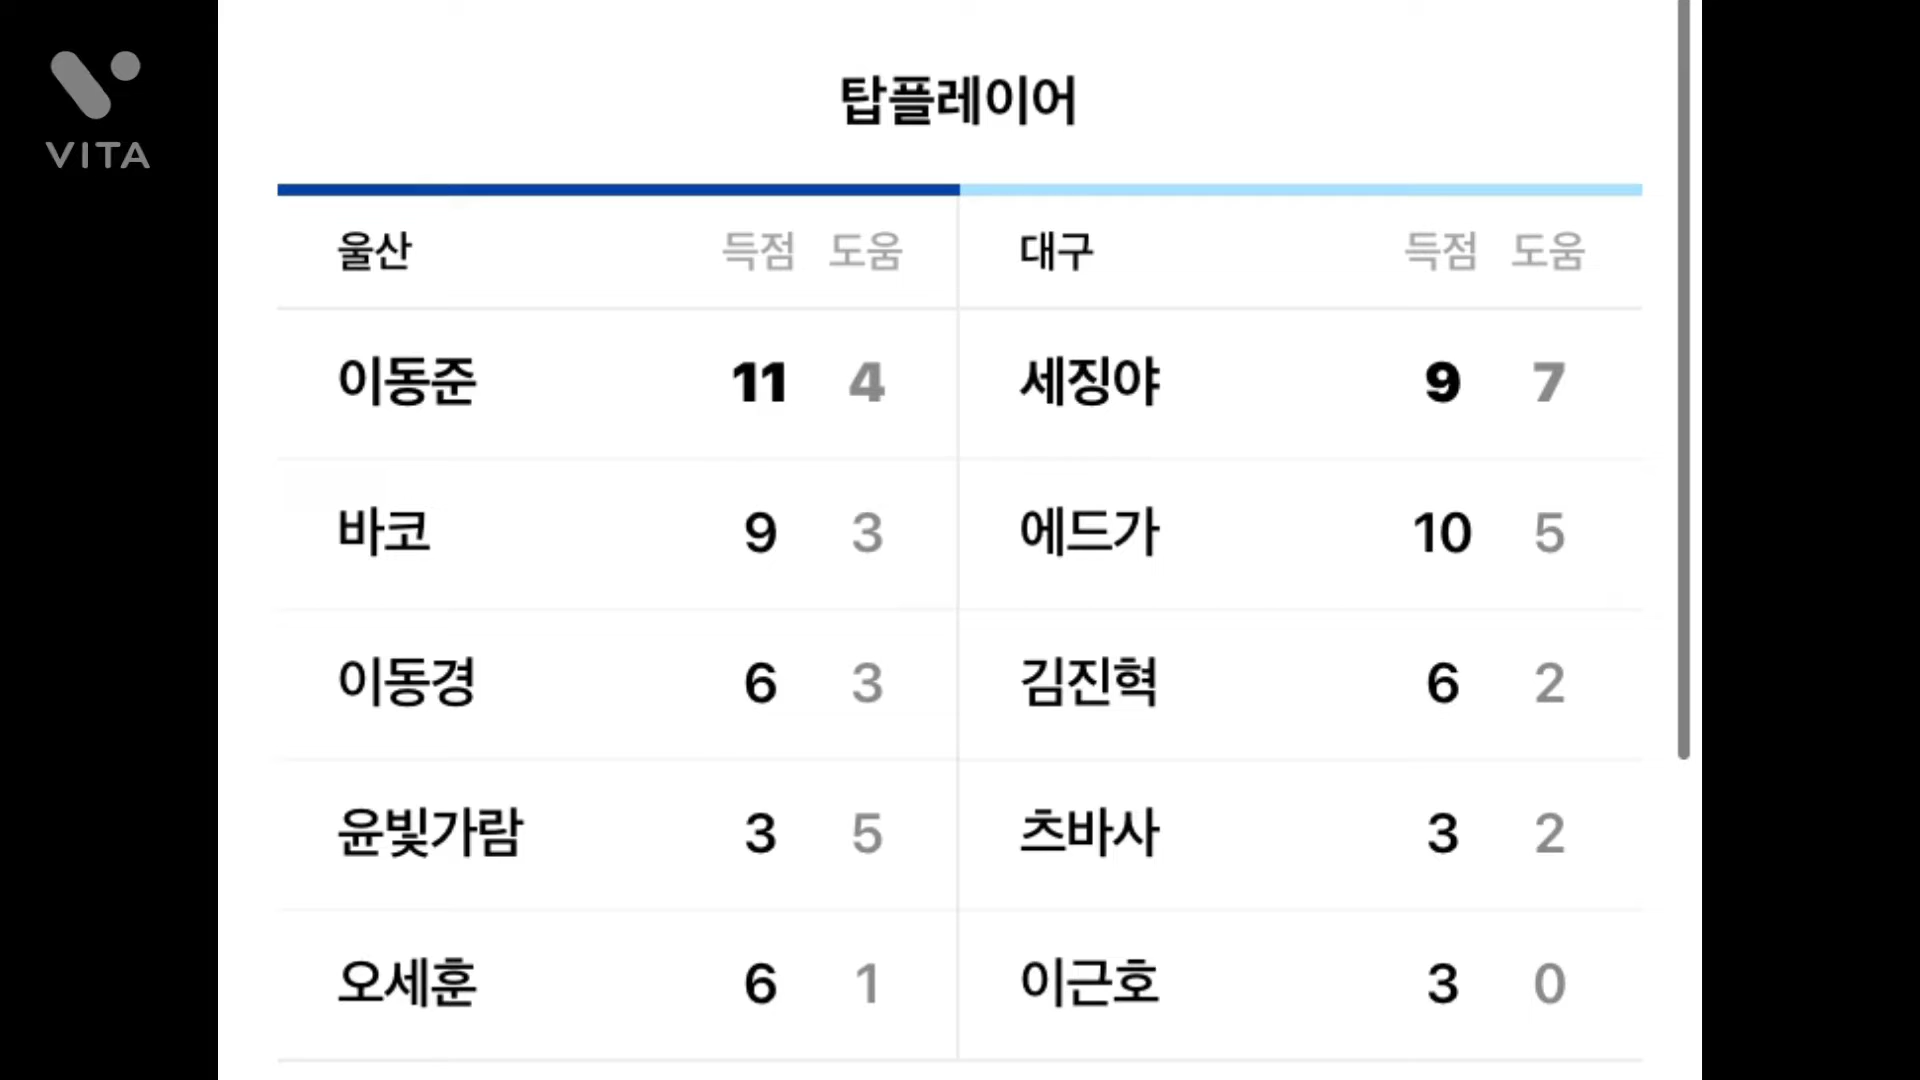 VITA
탑플레이어
울산 득점 도움 대구 득점 도움
이동준 11 4 세징야 9 7
바코 9 3 에드가 10 5
이동경 6 3 김진혁 6 2
윤빛가람 3 5 츠바사 3 2
오세훈 6 1 이근호 3 0